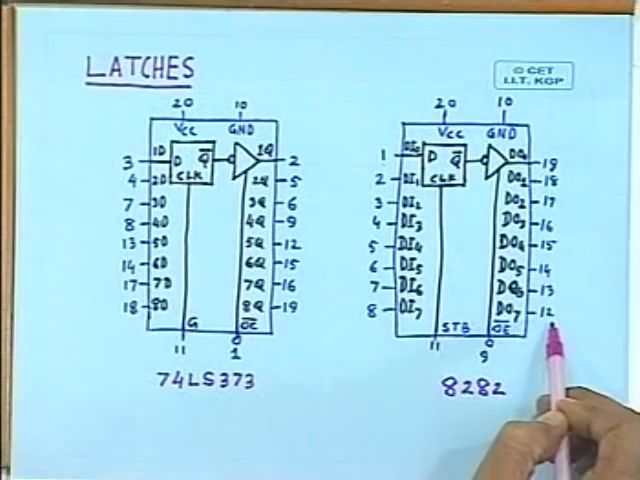 LATCHES
© CET
I.I.T. KGP
20 10
VCC GND
3 1D D Q̅ 1Q 2
4 2D CLK 2Q 5
7 3D 3Q 6
8 4D 4Q 9
13 5D 5Q 12
14 6D 6Q 15
17 7D 7Q 16
18 8D 8Q 19
G O̅C̅
11 1
74LS373
20 10
VCC GND
1 DI0 D Q̅ DO0 19
2 DI1 CLK DO1 18
3 DI2 DO2 17
4 DI3 DO3 16
5 DI4 DO4 15
6 DI5 DO5 14
7 DI6 DO6 13
8 DI7 DO7 12
STB O̅E̅
11 9
8282